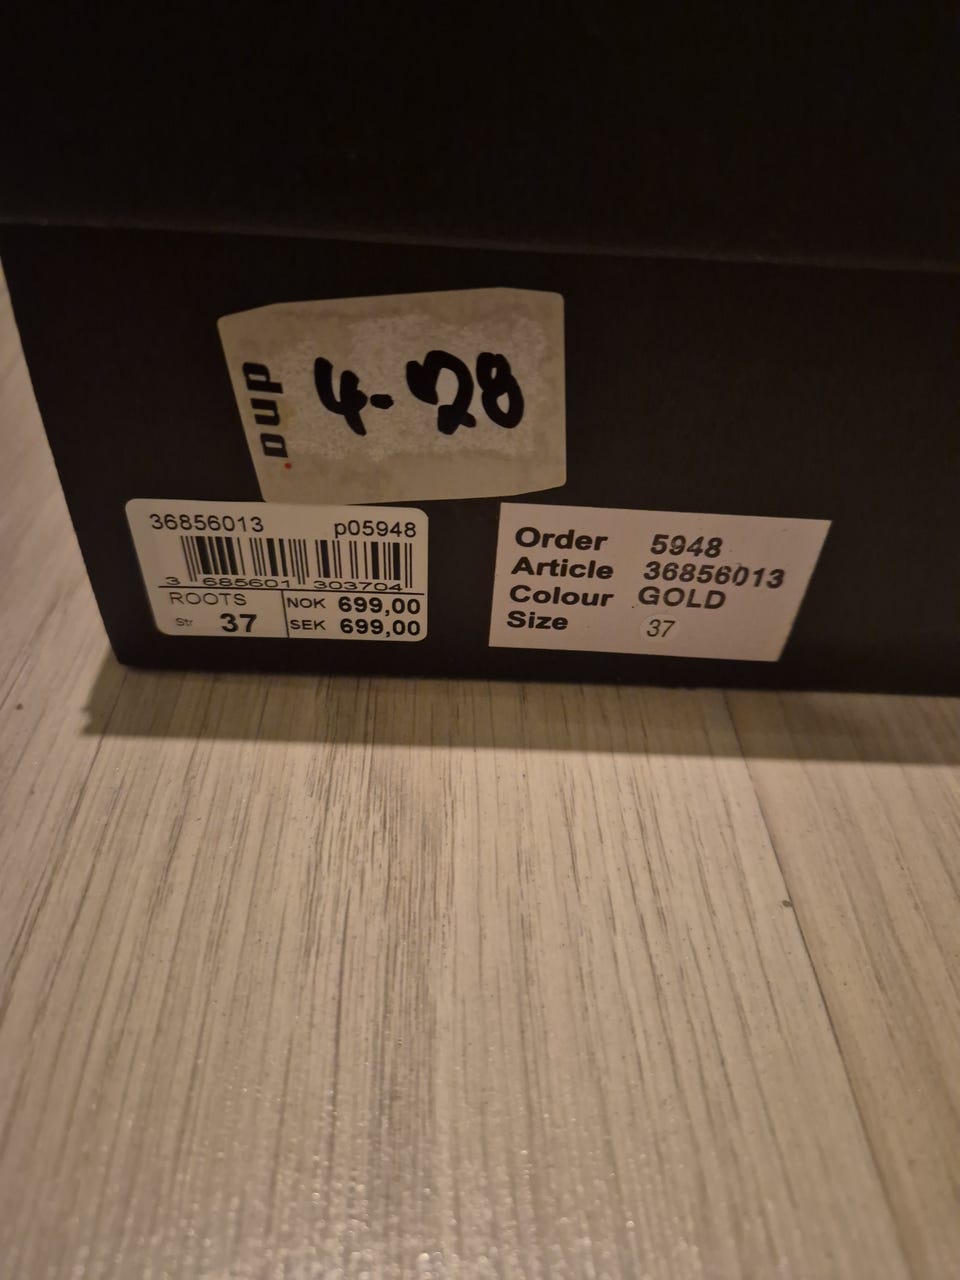 dna.
4-28
36856013 p05948
3 685601 303704
ROOTS NOK 699,00
Str 37 SEK 699,00
Order 5948
Article 36856013
Colour GOLD
Size 37